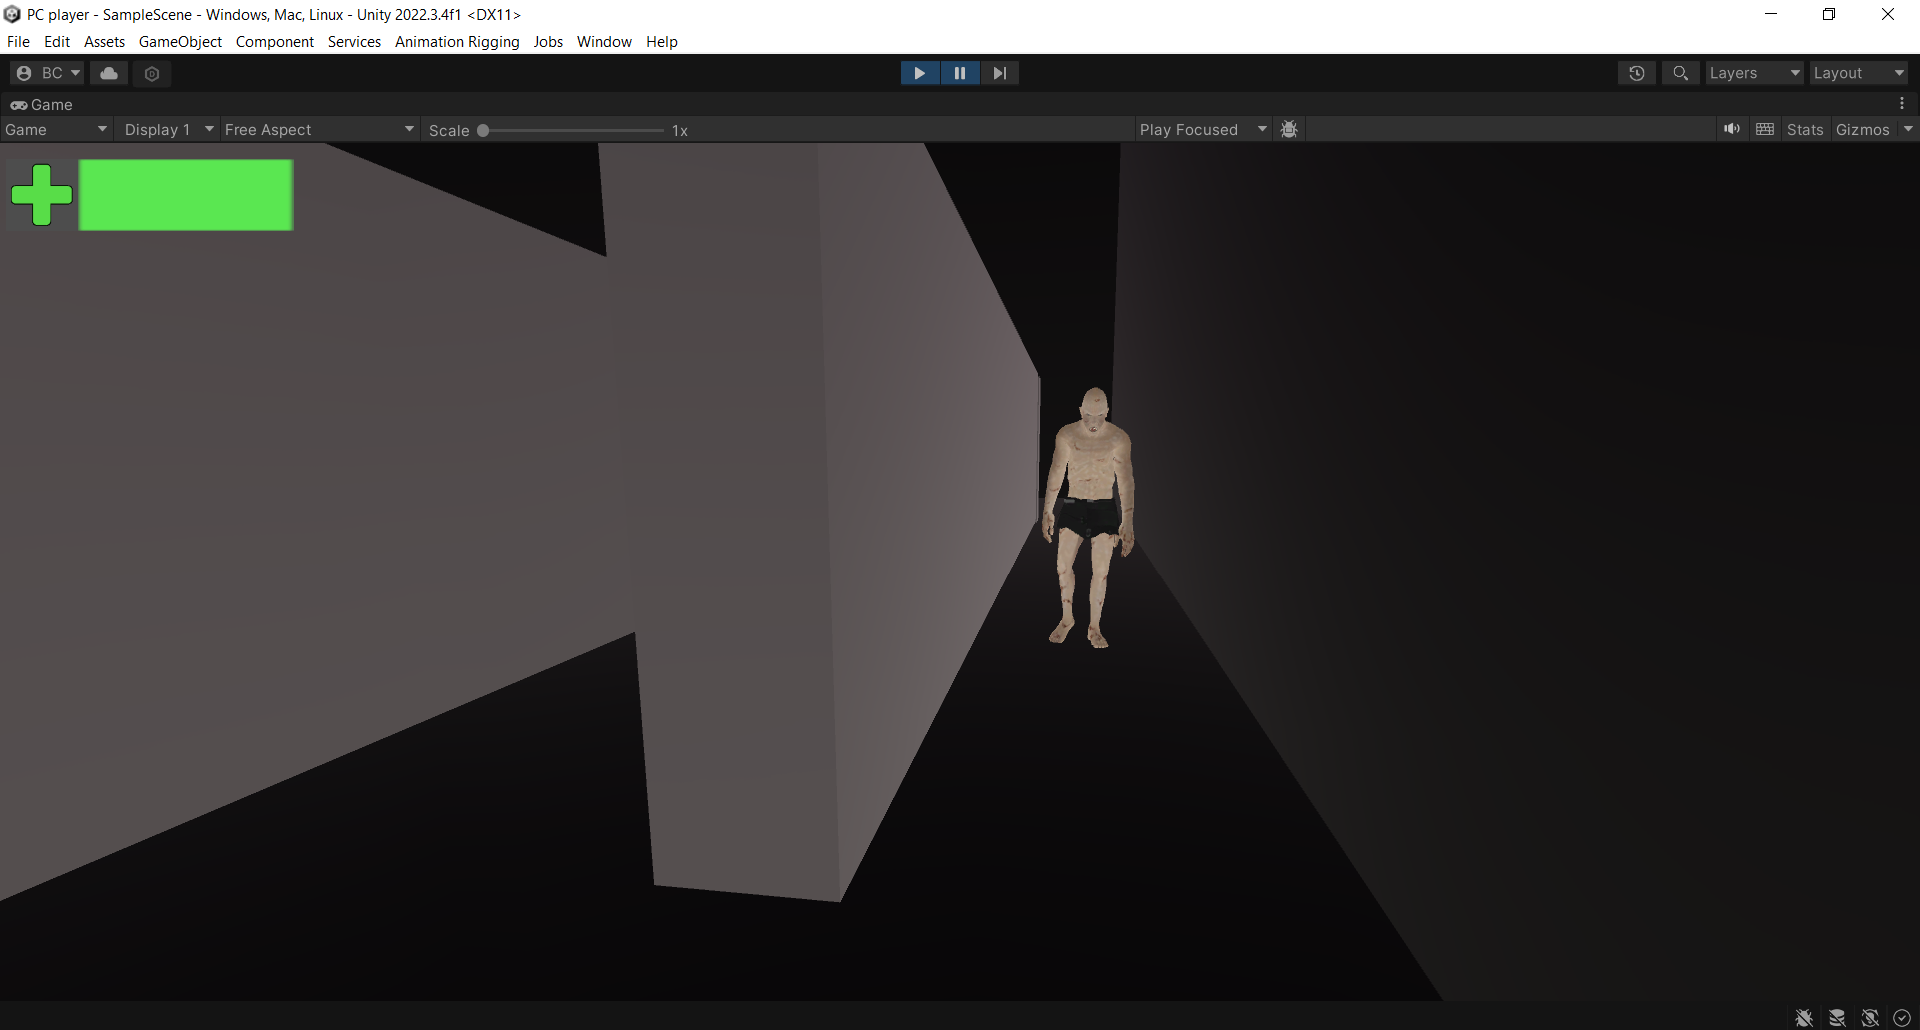 PC player - SampleScene - Windows, Mac, Linux - Unity 2022.3.4f1 <DX11>
File Edit Assets GameObject Component Services Animation Rigging Jobs Window Help
BC Layers Layout
Game
Game Display 1 Free Aspect Scale 1x Play Focused Stats Gizmos